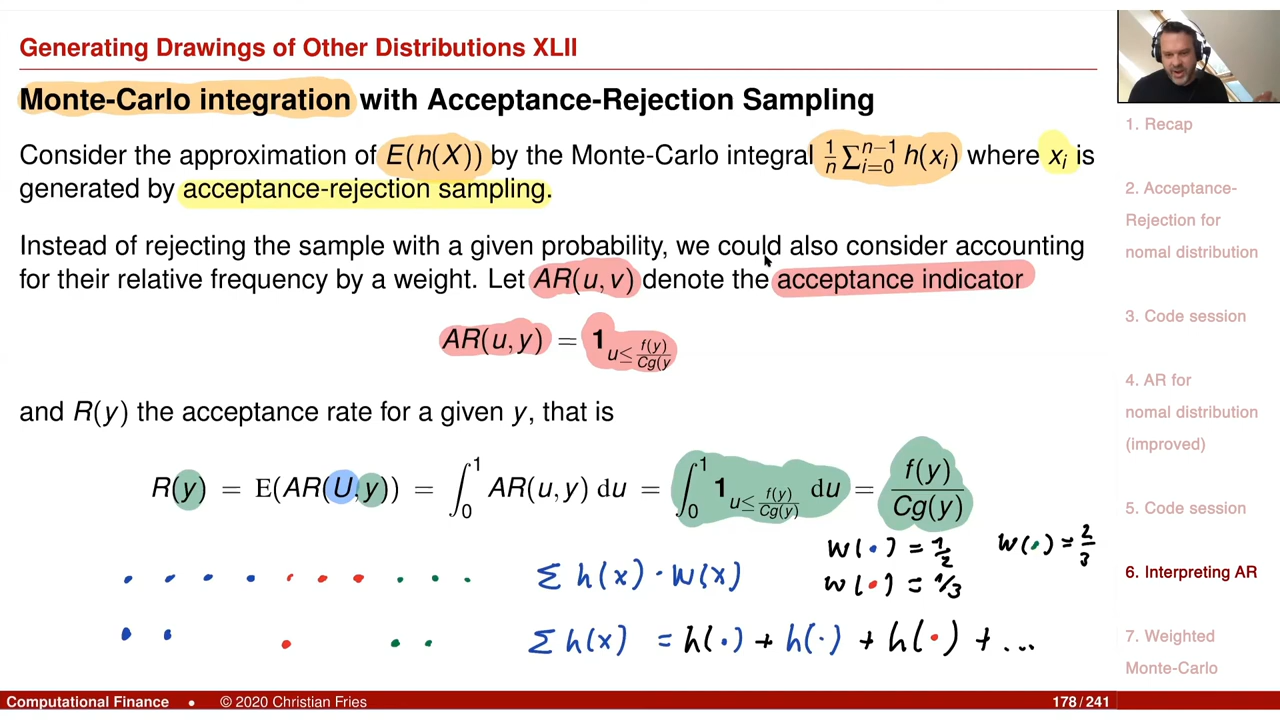 Generating Drawings of Other Distributions XLII
Monte-Carlo integration with Acceptance-Rejection Sampling
Consider the approximation of E(h(X)) by the Monte-Carlo integral 1/n ∑_{i=0}^{n−1} h(x_i) where x_i is
generated by acceptance-rejection sampling.
Instead of rejecting the sample with a given probability, we could also consider accounting
for their relative frequency by a weight. Let AR(u, v) denote the acceptance indicator
AR(u, y) = 1_{u≤ f(y)/Cg(y}
and R(y) the acceptance rate for a given y, that is
R(y) = E(AR(U, y)) = ∫_0^1 AR(u, y) du = ∫_0^1 1_{u≤ f(y)/Cg(y)} du = f(y)/Cg(y)
w(·) = 1/2 w(·) = 2/3
∑ h(x) · w(x) w(·) = 1/3
∑ h(x) = h(·) + h(·) + h(·) + ...
1. Recap
2. Acceptance-
Rejection for
nomal distribution
3. Code session
4. AR for
nomal distribution
(improved)
5. Code session
6. Interpreting AR
7. Weighted
Monte-Carlo
Computational Finance • © 2020 Christian Fries 178 / 241